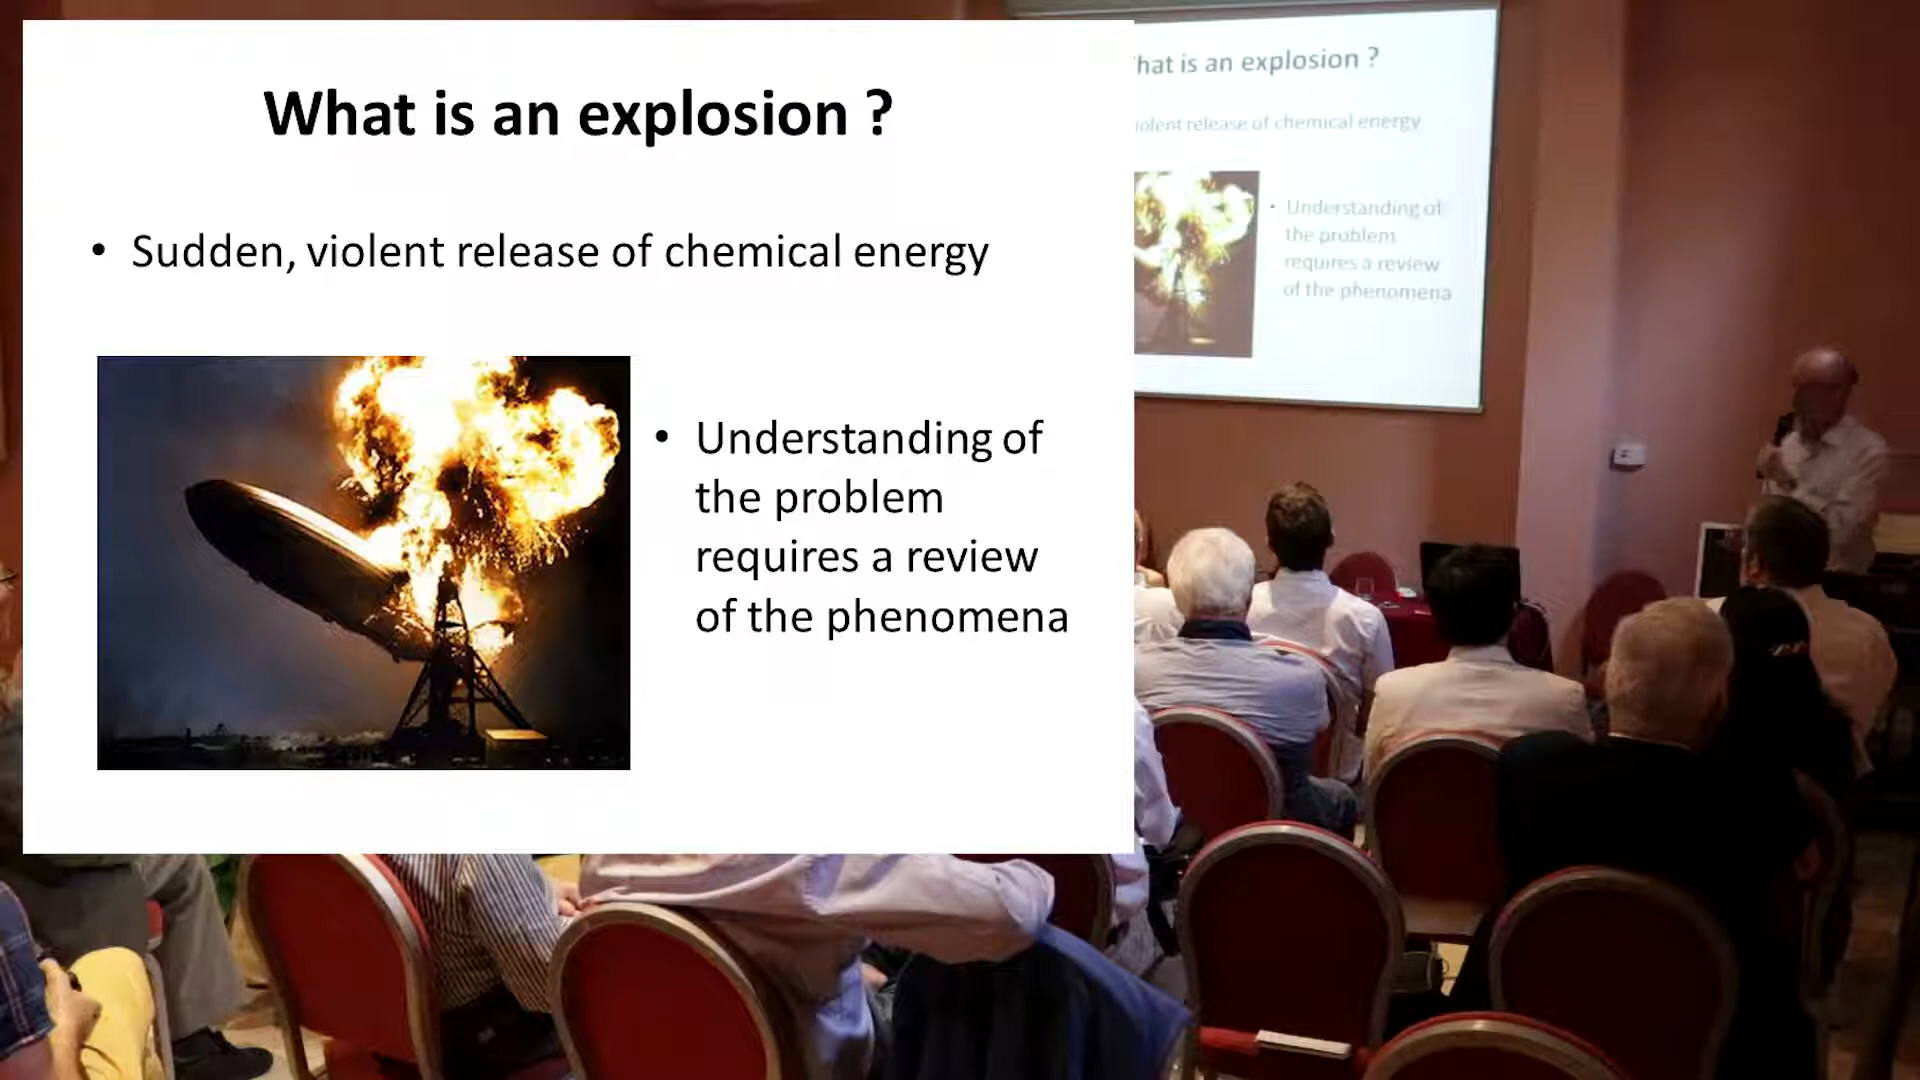 What is an explosion ?
• Sudden, violent release of chemical energy
• Understanding of
the problem
requires a review
of the phenomena
hat is an explosion ?
iolent release of chemical energy
• Understanding of
the problem
requires a review
of the phenomena